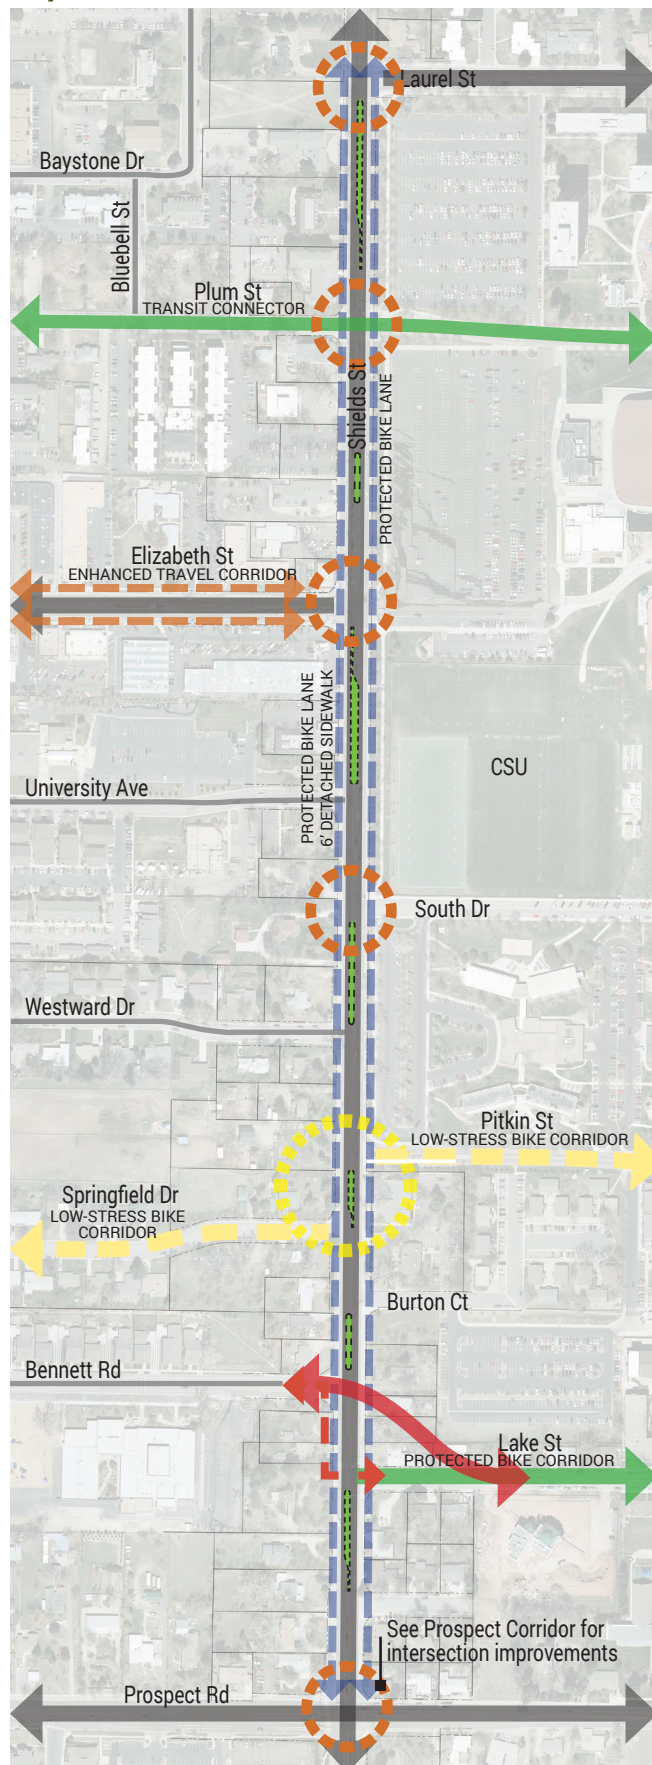 Laurel St
Baystone Dr
Bluebell St
Plum St
TRANSIT CONNECTOR
Shields St
PROTECTED BIKE LANE
Elizabeth St
ENHANCED TRAVEL CORRIDOR
PROTECTED BIKE LANE
6' DETACHED SIDEWALK
CSU
University Ave
South Dr
Westward Dr
Pitkin St
LOW-STRESS BIKE CORRIDOR
Springfield Dr
LOW-STRESS BIKE
CORRIDOR
Burton Ct
Bennett Rd
Lake St
PROTECTED BIKE CORRIDOR
See Prospect Corridor for
intersection improvements
Prospect Rd